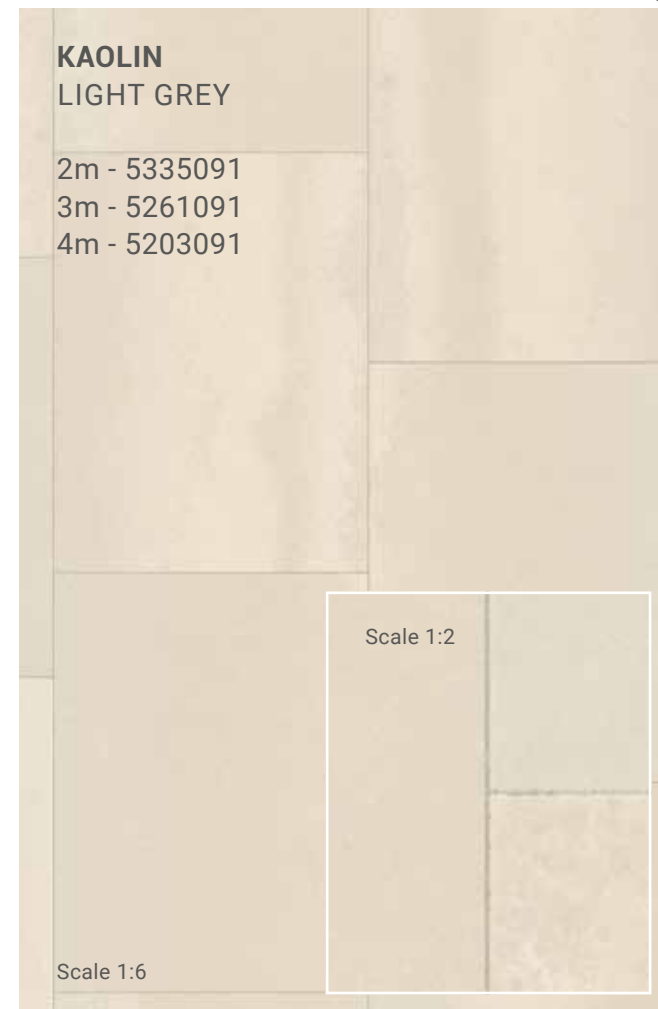 KAOLIN
LIGHT GREY
2m - 5335091
3m - 5261091
4m - 5203091
Scale 1:2
Scale 1:6